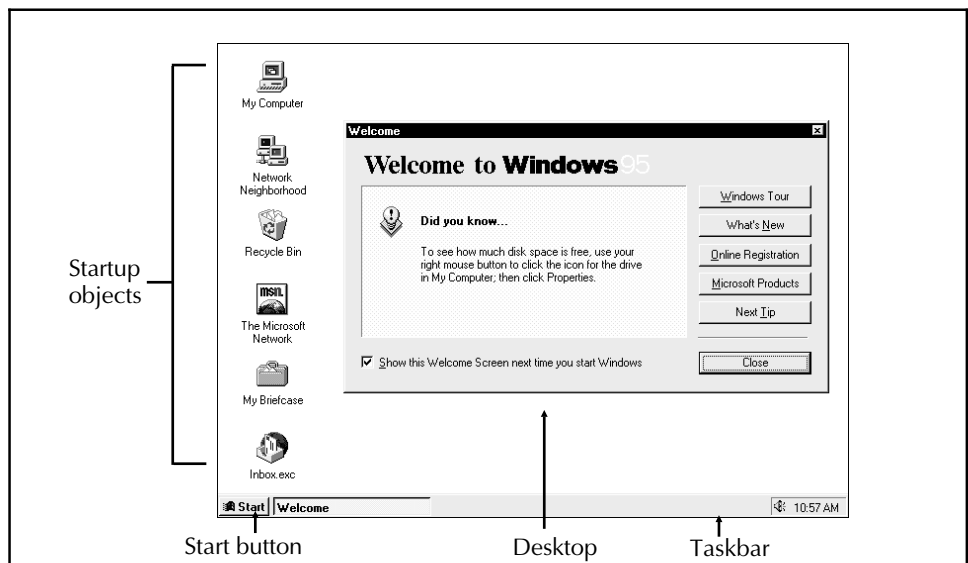 My Computer
Network
Neighborhood
Recycle Bin
msn.
The Microsoft
Network
My Briefcase
Inbox.exc
Startup
objects
Welcome
Welcome to Windows 95
Did you know...
To see how much disk space is free, use your
right mouse button to click the icon for the drive
in My Computer; then click Properties.
Windows Tour
What's New
Online Registration
Microsoft Products
Next Tip
Show this Welcome Screen next time you start Windows
Close
Start
Welcome
10:57 AM
Start button
Desktop
Taskbar